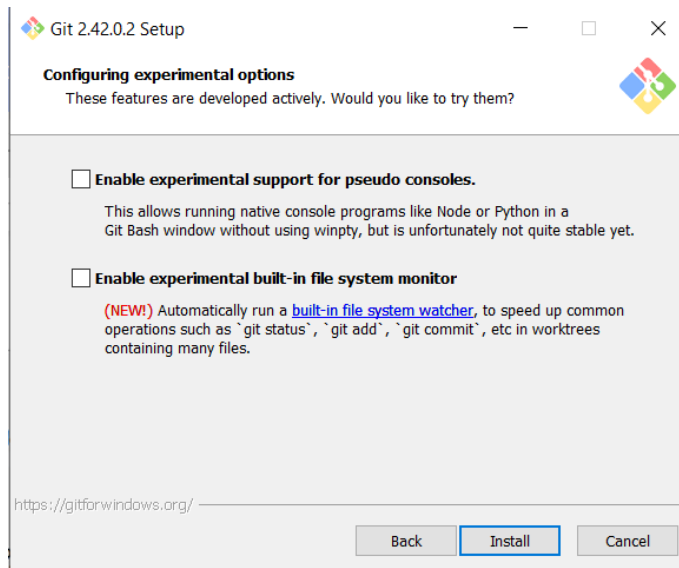 Git 2.42.0.2 Setup
Configuring experimental options
These features are developed actively. Would you like to try them?
Enable experimental support for pseudo consoles.
This allows running native console programs like Node or Python in a
Git Bash window without using winpty, but is unfortunately not quite stable yet.
Enable experimental built-in file system monitor
(NEW!) Automatically run a built-in file system watcher, to speed up common
operations such as `git status`, `git add`, `git commit`, etc in worktrees
containing many files.
https://gitforwindows.org/
Back Install Cancel